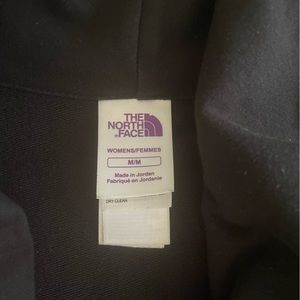 THE
NORTH
FACE
WOMENS/FEMMES
M/M
Made in Jordan
Fabriqué en Jordanie
DRY CLEAN